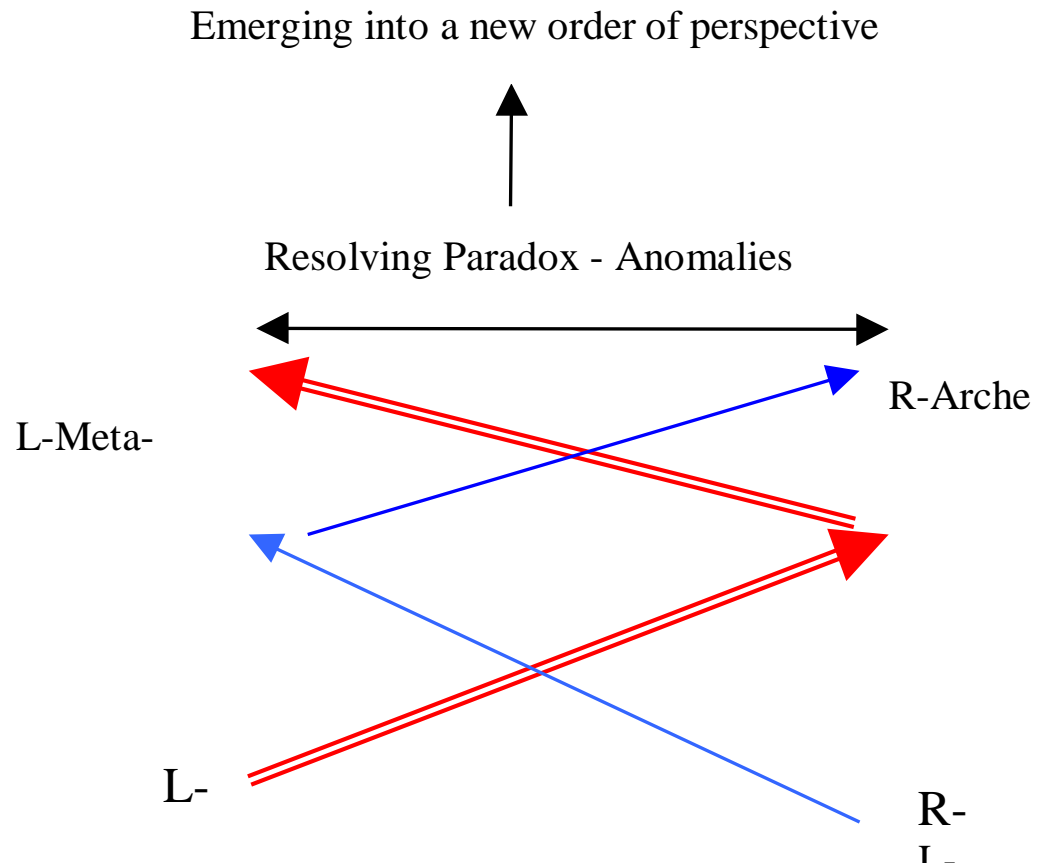 Emerging into a new order of perspective
Resolving Paradox - Anomalies
R-Arche
L-Meta-
L-
R-